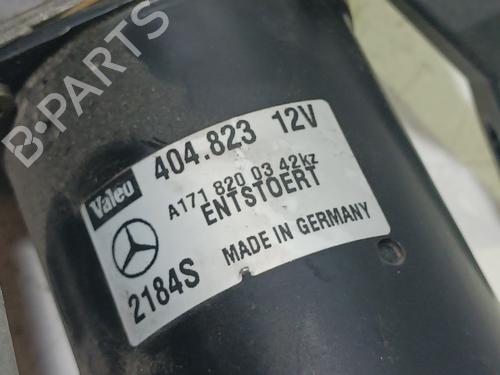 B-PARTS
Valeo 404.823 12V
A171 820 03 42kz
ENTSTOERT
2184S MADE IN GERMANY